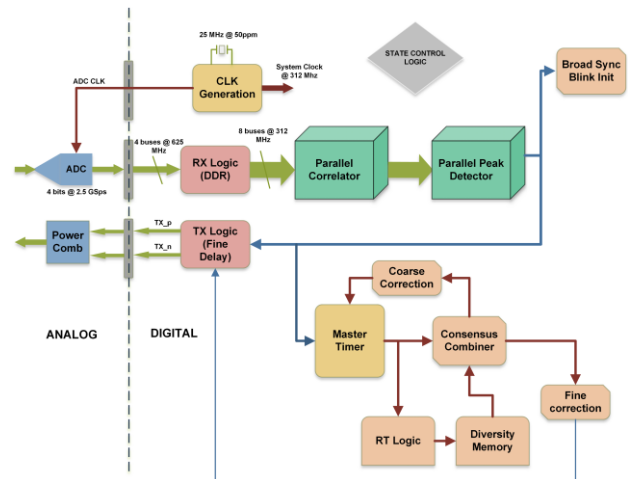 25 MHz @ 50ppm
STATE CONTROL
LOGIC
Broad Sync
Blink Init
System Clock
@ 312 Mhz
ADC CLK
CLK
Generation
4 buses @ 625
MHz
8 buses @ 312
MHz
ADC
4 bits @ 2.5 GSps
RX Logic
(DDR)
Parallel
Correlator
Parallel Peak
Detector
Power
Comb
TX_p
TX_n
TX Logic
(Fine
Delay)
Coarse
Correction
ANALOG
DIGITAL
Master
Timer
Consensus
Combiner
Fine
correction
RT Logic
Diversity
Memory